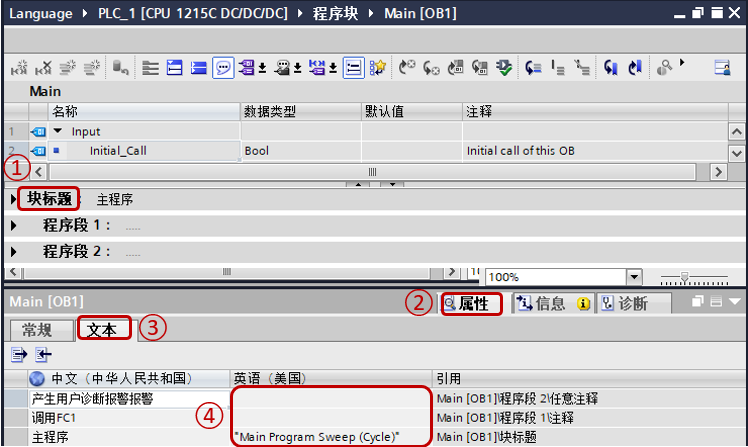 Language ▸ PLC_1 [CPU 1215C DC/DC/DC] ▸ 程序块 ▸ Main [OB1]
Main
名称 数据类型 默认值 注释
1 Input
2 Initial_Call Bool Initial call of this OB
①
块标题: 主程序
程序段 1: .....
程序段 2: .....
100%
Main [OB1] ② 属性 信息 诊断
常规 文本 ③
中文（中华人民共和国） 英语（美国） 引用
产生用户诊断报警报警 Main [OB1]\程序段 2\任意注释
调用FC1 ④ Main [OB1]\程序段 1\注释
主程序 "Main Program Sweep (Cycle)" Main [OB1]\块标题